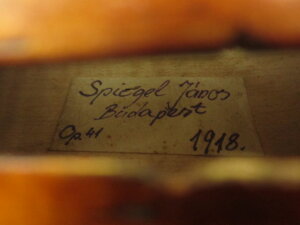 Spiegel János
Budapest
Op. 41. 1918.